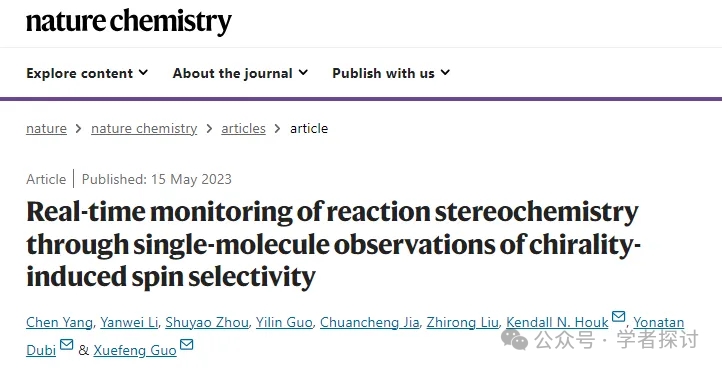 nature chemistry
Explore content About the journal Publish with us
nature > nature chemistry > articles > article
Article | Published: 15 May 2023
Real-time monitoring of reaction stereochemistry
through single-molecule observations of chirality-
induced spin selectivity
Chen Yang, Yanwei Li, Shuyao Zhou, Yilin Guo, Chuancheng Jia, Zhirong Liu, Kendall N. Houk, Yonatan
Dubi & Xuefeng Guo
公众号 · 学者探讨